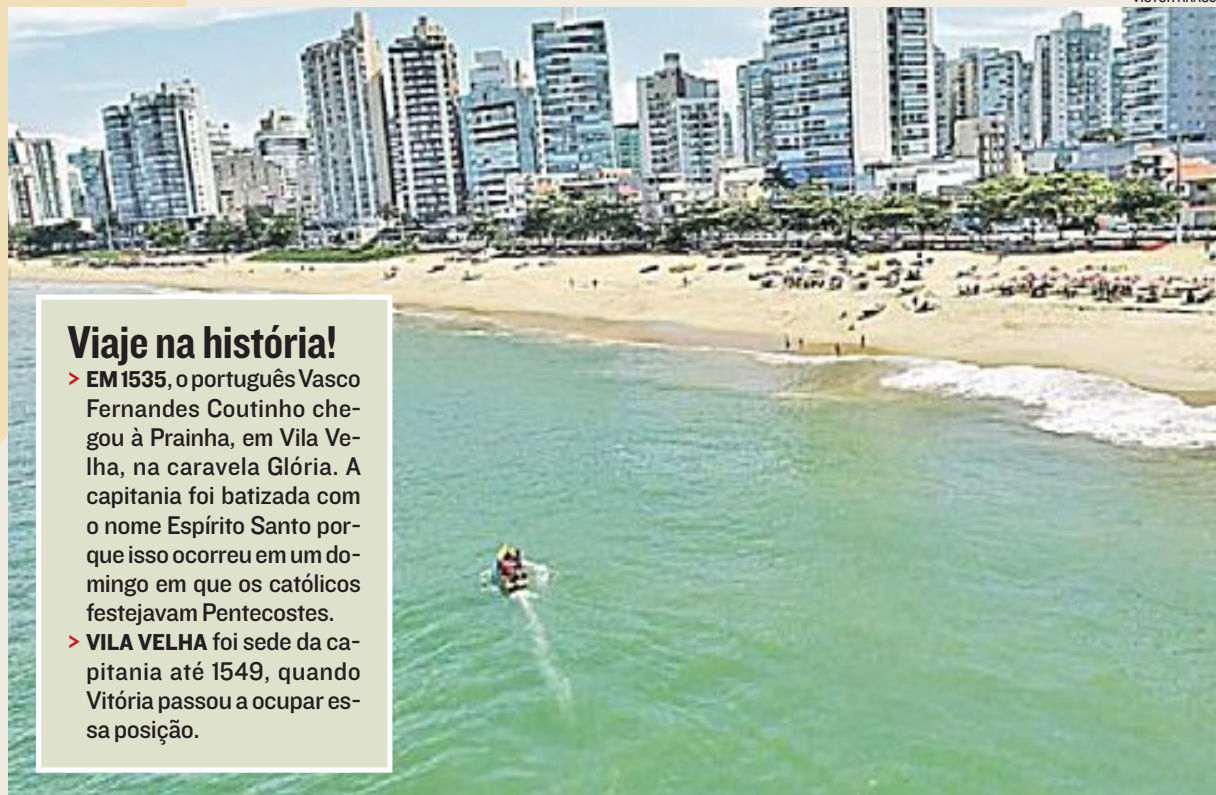 Viaje na história!
> EM 1535, o português Vasco
Fernandes Coutinho che-
gou à Prainha, em Vila Ve-
lha, na caravela Glória. A
capitania foi batizada com
o nome Espírito Santo por-
que isso ocorreu em um do-
mingo em que os católicos
festejavam Pentecostes.
> VILA VELHA foi sede da ca-
pitania até 1549, quando
Vitória passou a ocupar es-
sa posição.